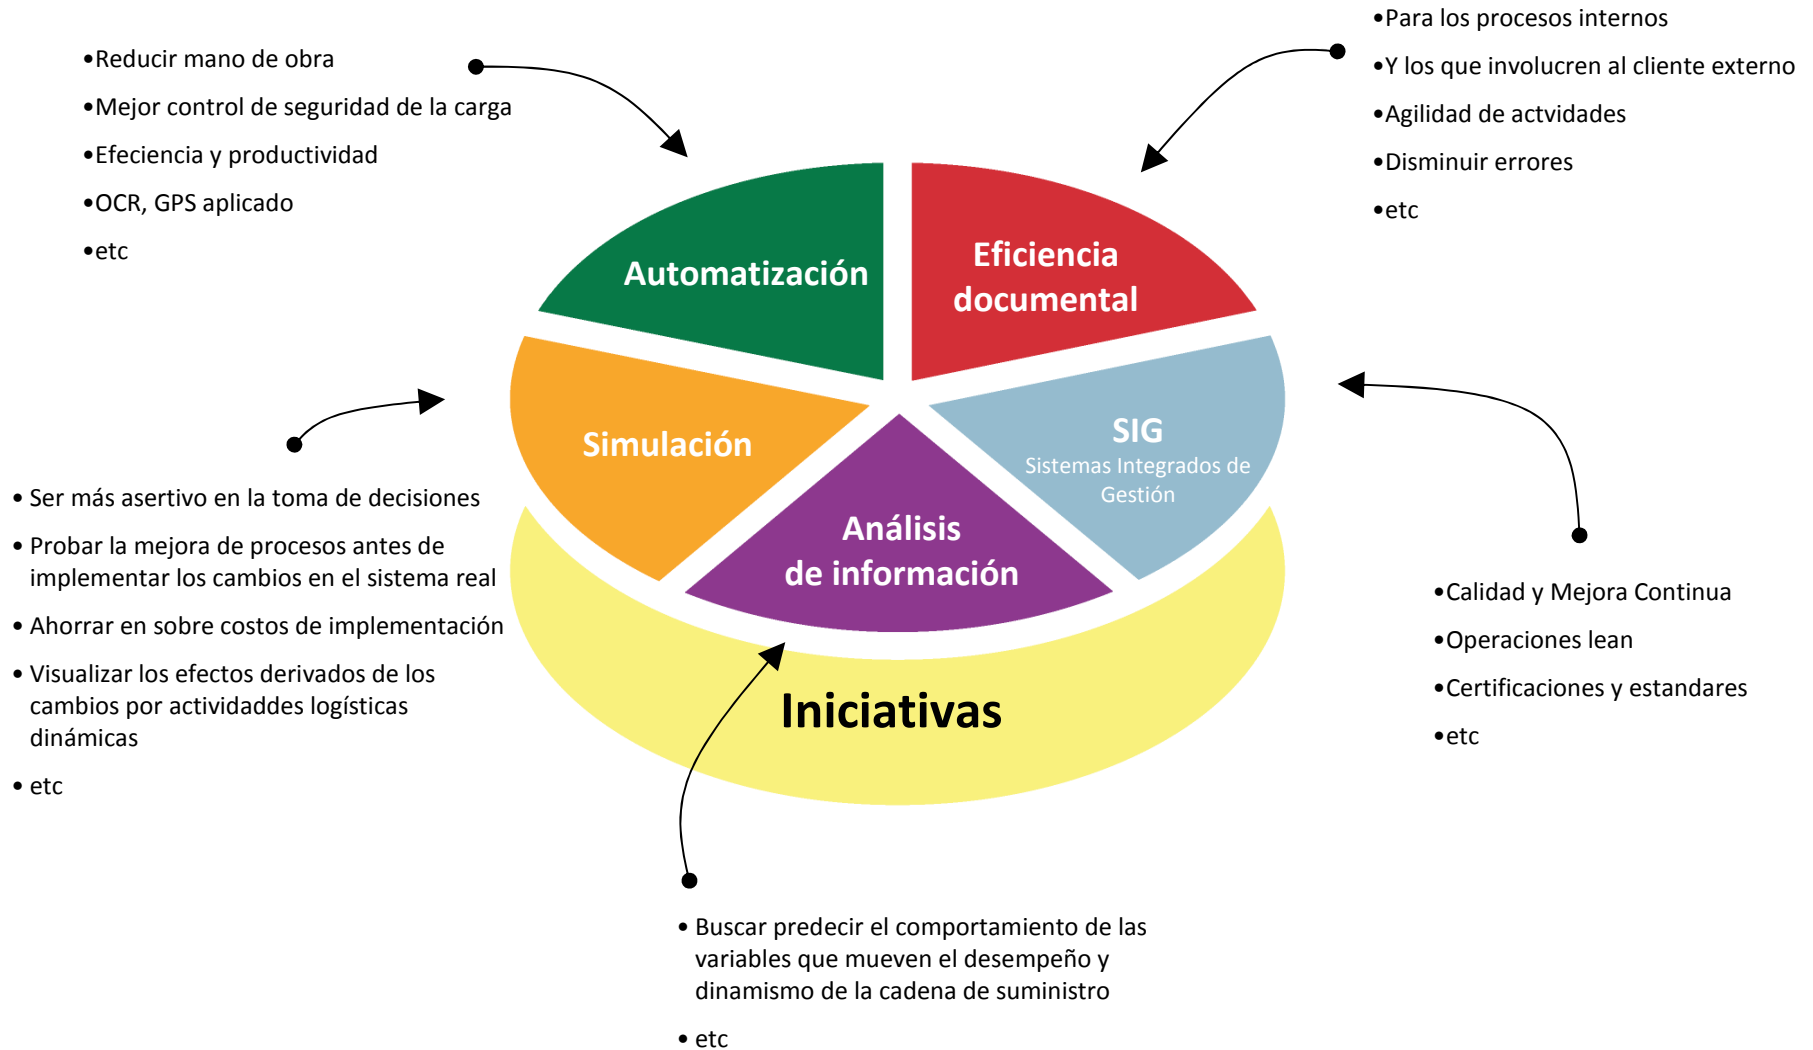 •Reducir mano de obra
•Mejor control de seguridad de la carga
•Efeciencia y productividad
•OCR, GPS aplicado
•etc
•Para los procesos internos
•Y los que involucren al cliente externo
•Agilidad de actvidades
•Disminuir errores
•etc
Automatización
Eficiencia
documental
Simulación
SIG
Sistemas Integrados de
Gestión
Análisis
de información
Iniciativas
• Ser más asertivo en la toma de decisiones
• Probar la mejora de procesos antes de
implementar los cambios en el sistema real
• Ahorrar en sobre costos de implementación
• Visualizar los efectos derivados de los
cambios por actividaddes logísticas
dinámicas
• etc
•Calidad y Mejora Continua
•Operaciones lean
•Certificaciones y estandares
•etc
• Buscar predecir el comportamiento de las
variables que mueven el desempeño y
dinamismo de la cadena de suministro
• etc